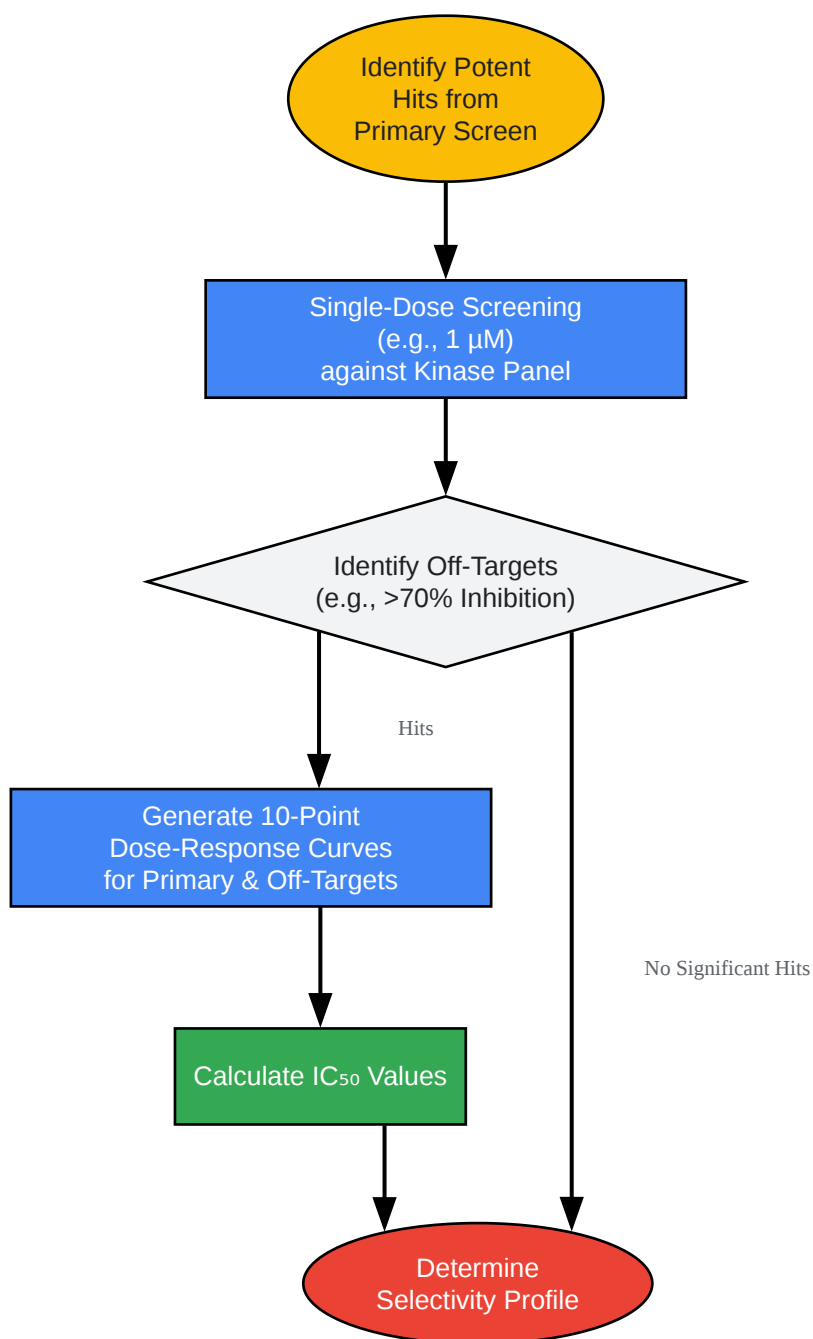 Identify Potent
Hits from
Primary Screen
Single-Dose Screening
(e.g., 1 µM)
against Kinase Panel
Identify Off-Targets
(e.g., >70% Inhibition)
Hits
Generate 10-Point
Dose-Response Curves
for Primary & Off-Targets
No Significant Hits
Calculate IC₅₀ Values
Determine
Selectivity Profile